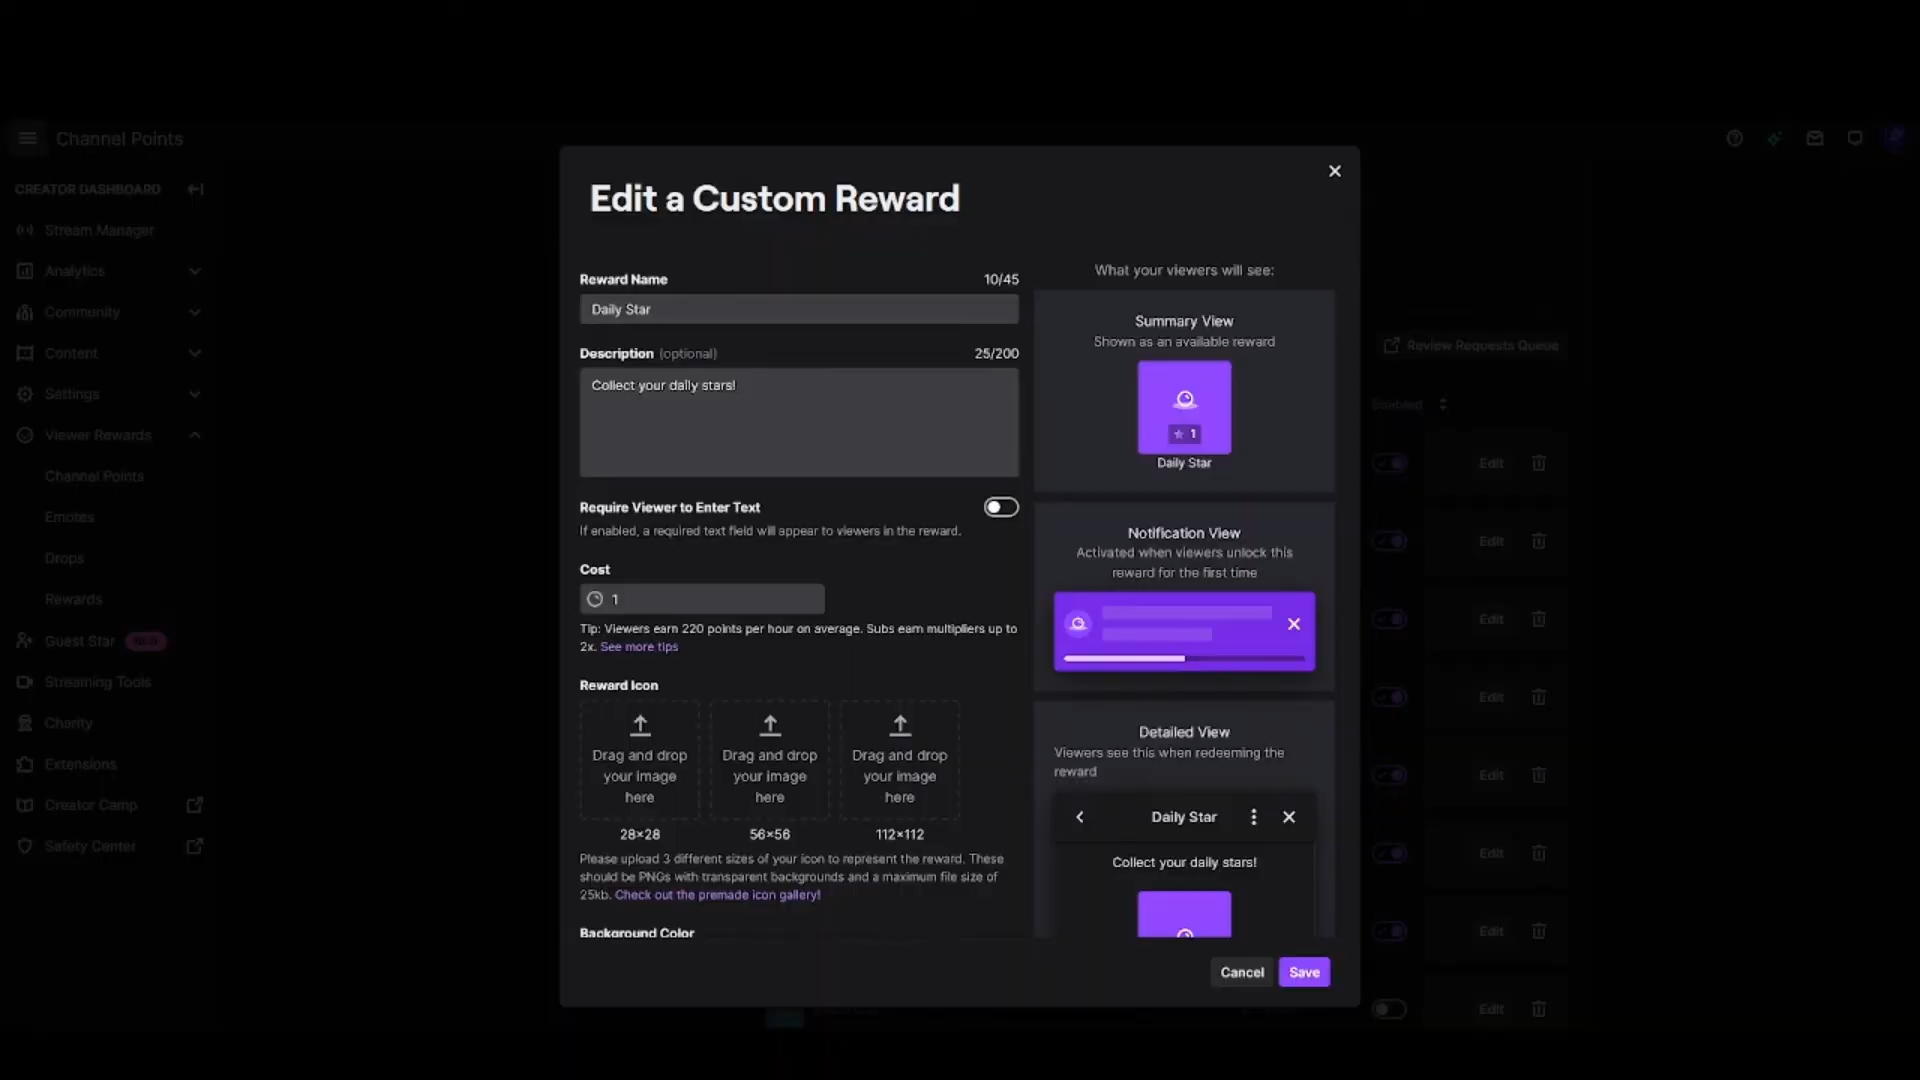 Channel Points
CREATOR DASHBOARD
Stream Manager
Analytics
Community
Content
Settings
Viewer Rewards
Channel Points
Emotes
Drops
Rewards
Guest Star
Streaming Tools
Charity
Extensions
Creator Camp
Safety Center
Edit a Custom Reward
Reward Name
10/45
Daily Star
Description (optional)
25/200
Collect your daily stars!
Require Viewer to Enter Text
If enabled, a required text field will appear to viewers in the reward.
Cost
1
Tip: Viewers earn 220 points per hour on average. Subs earn multipliers up to
2x. See more tips
Reward Icon
Drag and drop
your image
here
28×28
Drag and drop
your image
here
56×56
Drag and drop
your image
here
112×112
Please upload 3 different sizes of your icon to represent the reward. These
should be PNGs with transparent backgrounds and a maximum file size of
25kb. Check out the premade icon gallery!
Background Color
What your viewers will see:
Summary View
Shown as an available reward
1
Daily Star
Notification View
Activated when viewers unlock this
reward for the first time
Detailed View
Viewers see this when redeeming the
reward
Daily Star
Collect your daily stars!
Cancel
Save
Review Requests Queue
Enabled
Edit
Edit
Edit
Edit
Edit
Edit
Edit
Edit